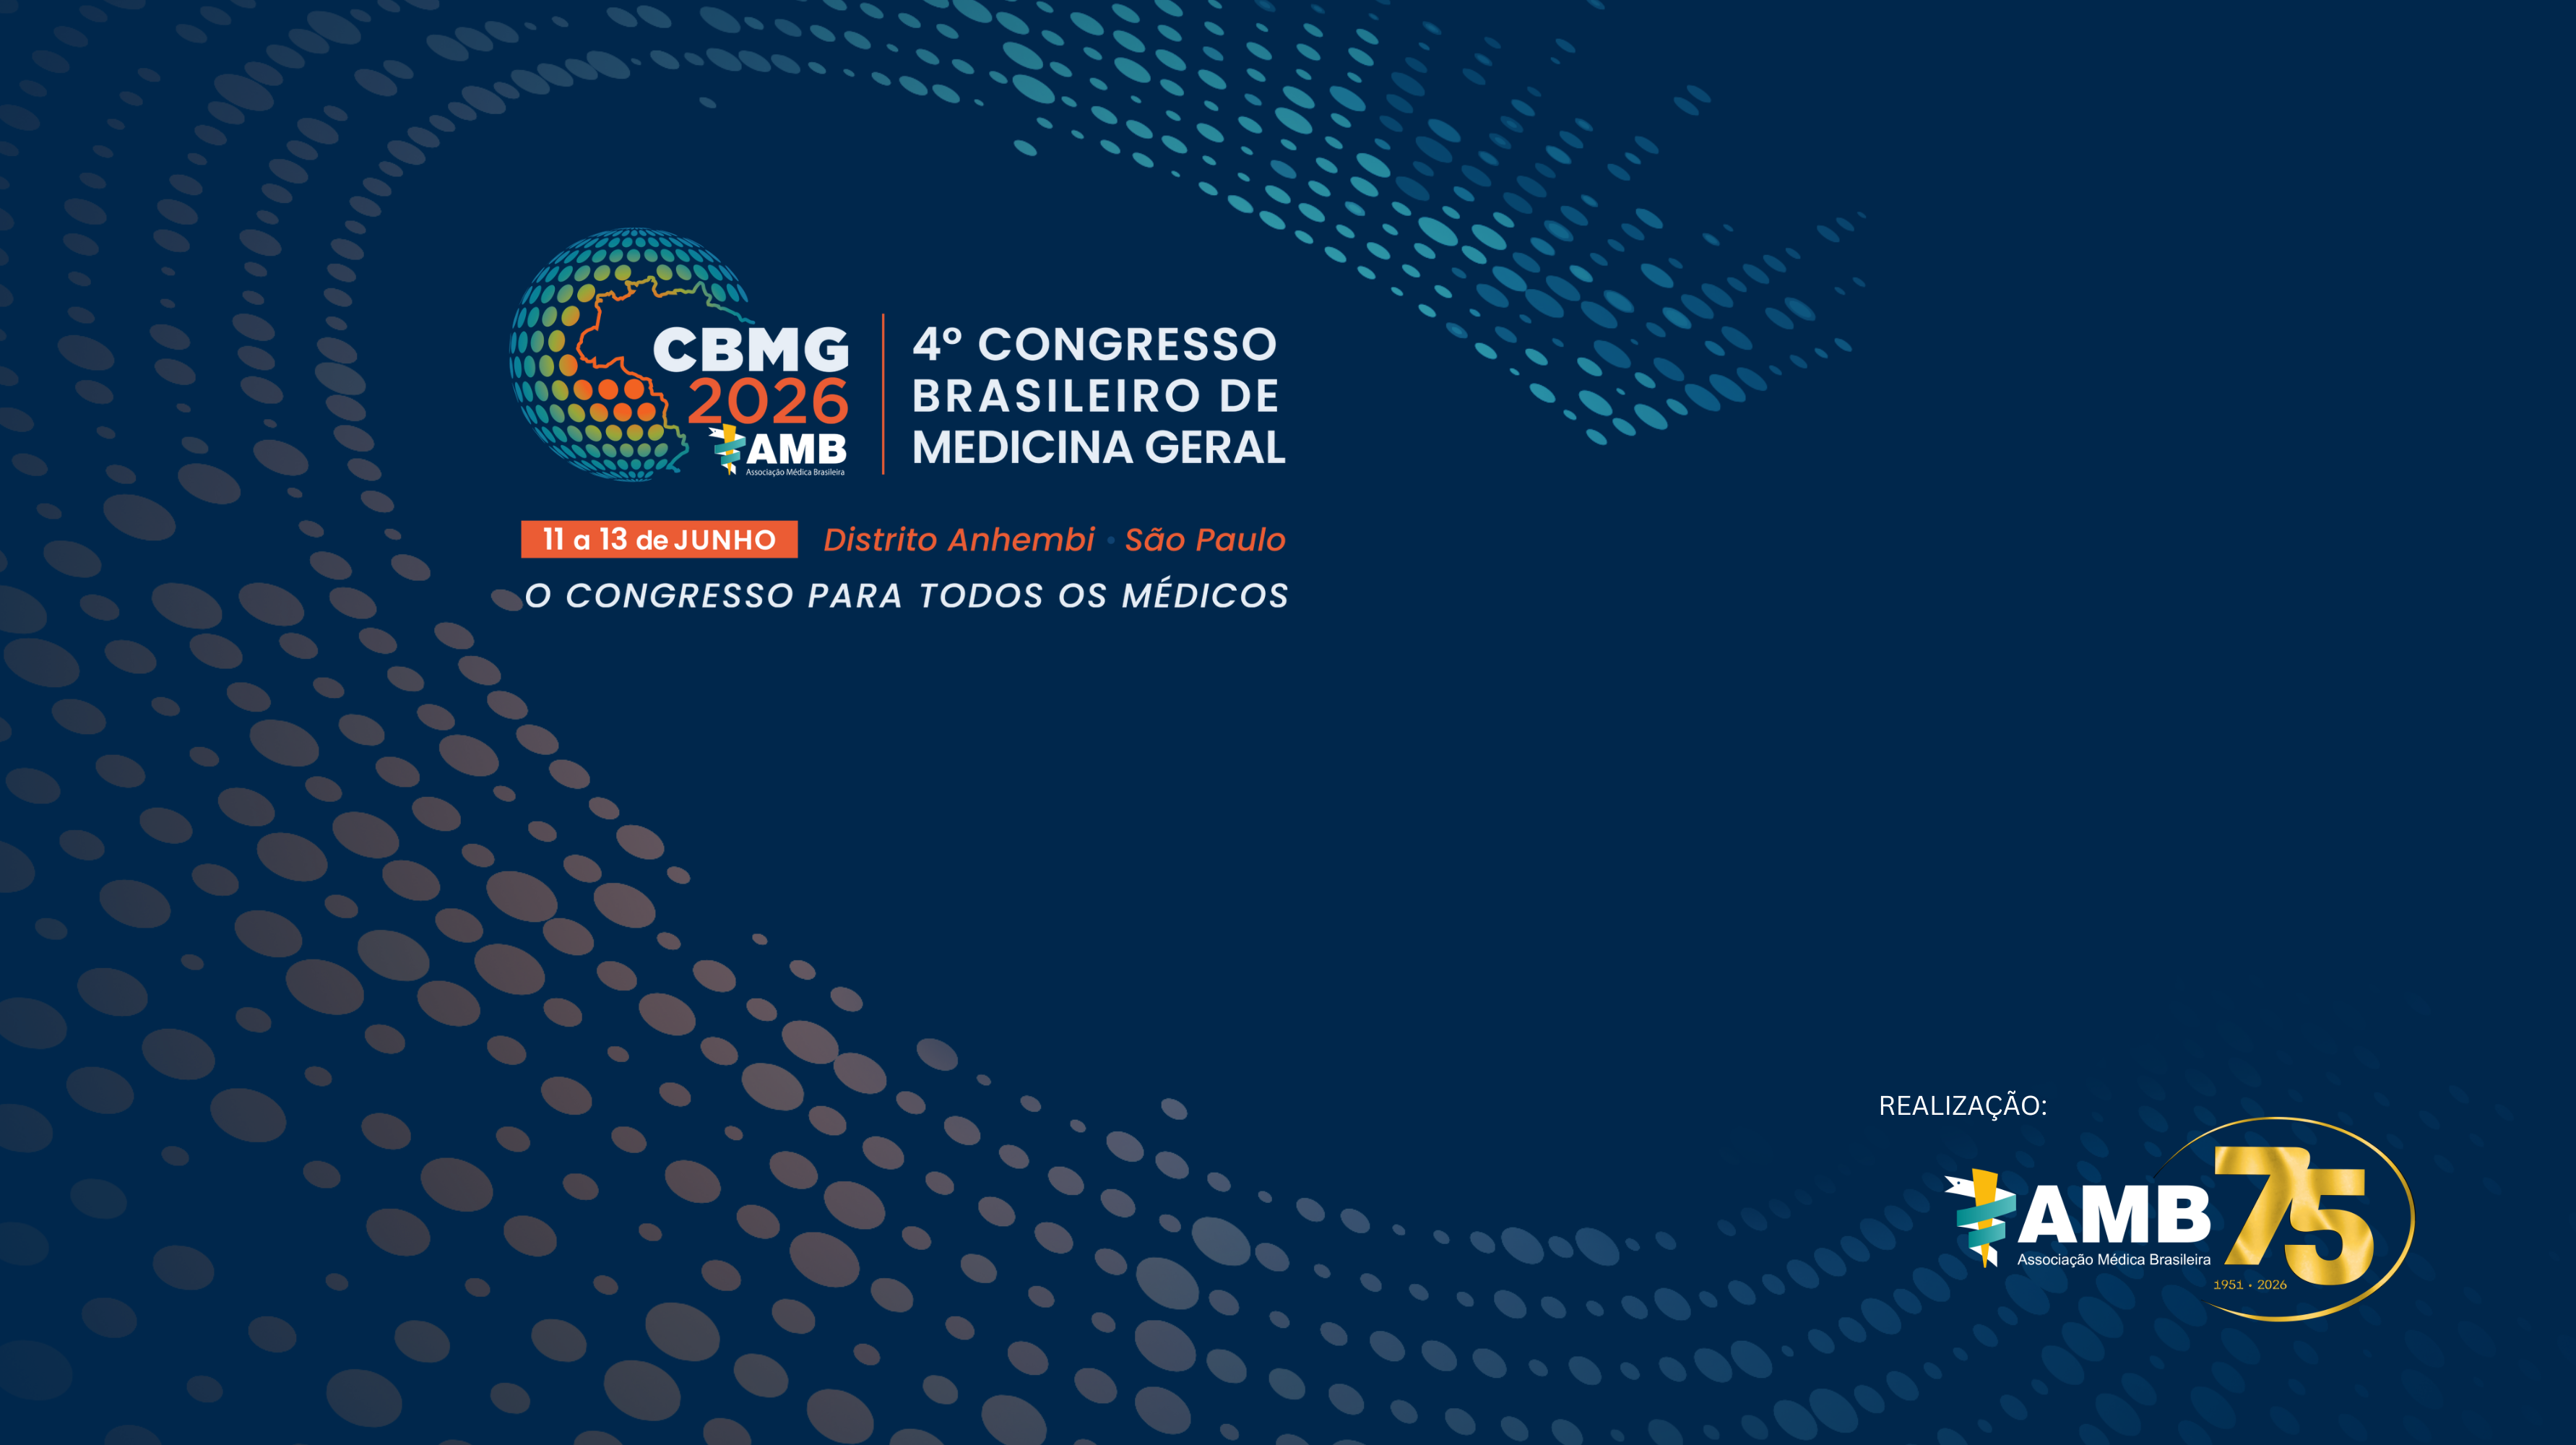 CBMG
2026
AMB
Associação Médica Brasileira
4º CONGRESSO
BRASILEIRO DE
MEDICINA GERAL
11 a 13 de JUNHO
Distrito Anhembi • São Paulo
O CONGRESSO PARA TODOS OS MÉDICOS
REALIZAÇÃO:
AMB
Associação Médica Brasileira
75
1951 • 2026